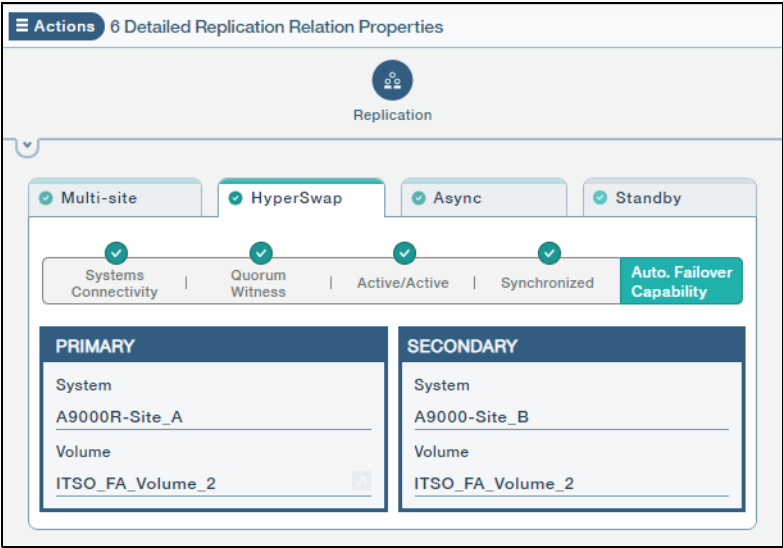 Actions 6 Detailed Replication Relation Properties
Replication
Multi-site HyperSwap Async Standby
Systems Connectivity | Quorum Witness | Active/Active | Synchronized Auto. Failover Capability
PRIMARY
System
A9000R-Site_A
Volume
ITSO_FA_Volume_2
SECONDARY
System
A9000-Site_B
Volume
ITSO_FA_Volume_2